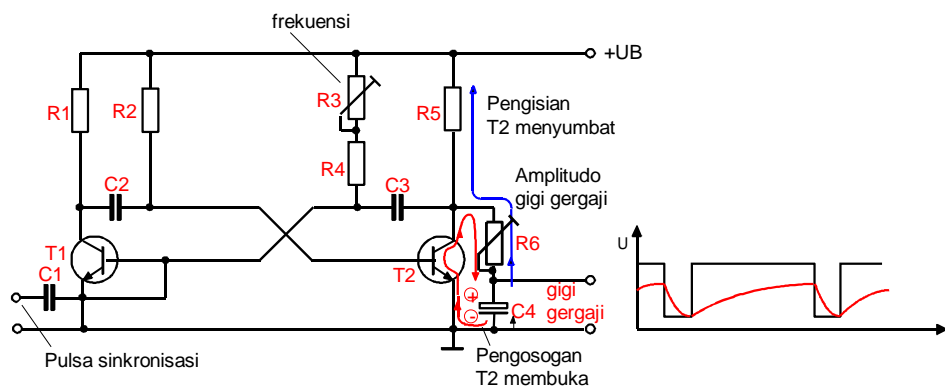 frekuensi
+UB
R1
R2
R3
R5
Pengisian
T2 menyumbat
R4
C2
C3
Amplitudo
gigi gergaji
T1
T2
R6
U
C1
+
-
gigi
gergaji
C4
Pulsa sinkronisasi
Pengosogan
T2 membuka